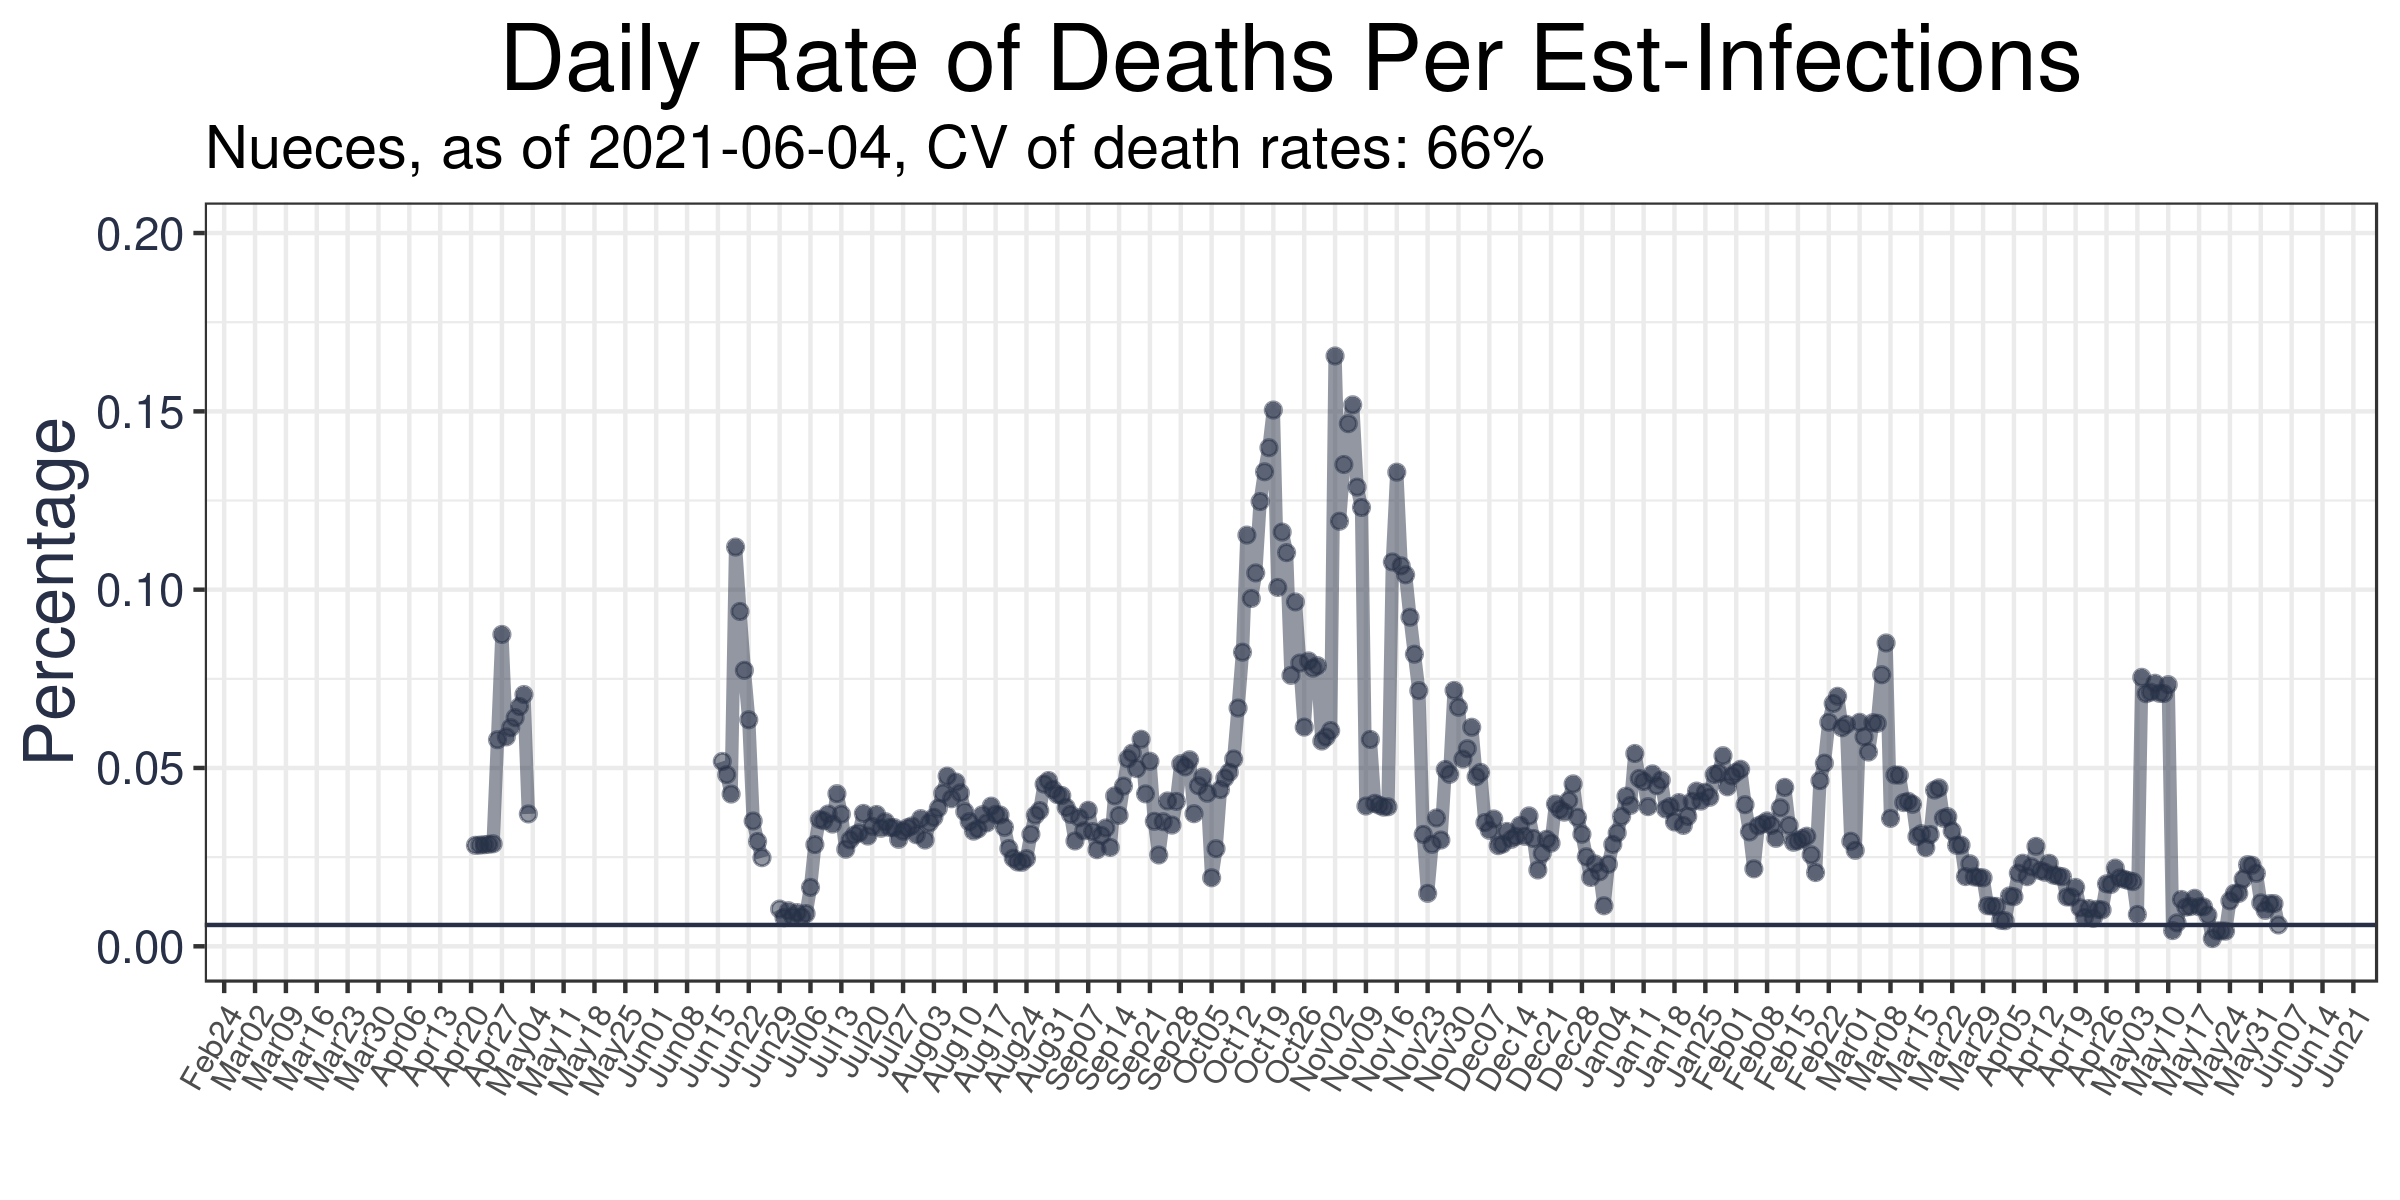 Daily Rate of Deaths Per Est-Infections
Nueces, as of 2021-06-04, CV of death rates: 66%
Percentage
0.20
0.15
0.10
0.05
0.00
Feb24
Mar02
Mar09
Mar16
Mar23
Mar30
Apr06
Apr13
Apr20
Apr27
May04
May11
May18
May25
Jun01
Jun08
Jun15
Jun22
Jun29
Jul06
Jul13
Jul20
Jul27
Aug03
Aug10
Aug17
Aug24
Aug31
Sep07
Sep14
Sep21
Sep28
Oct05
Oct12
Oct19
Oct26
Nov02
Nov09
Nov16
Nov23
Nov30
Dec07
Dec14
Dec21
Dec28
Jan04
Jan11
Jan18
Jan25
Feb01
Feb08
Feb15
Feb22
Mar01
Mar08
Mar15
Mar22
Mar29
Apr05
Apr12
Apr19
Apr26
May03
May10
May17
May24
May31
Jun07
Jun14
Jun21